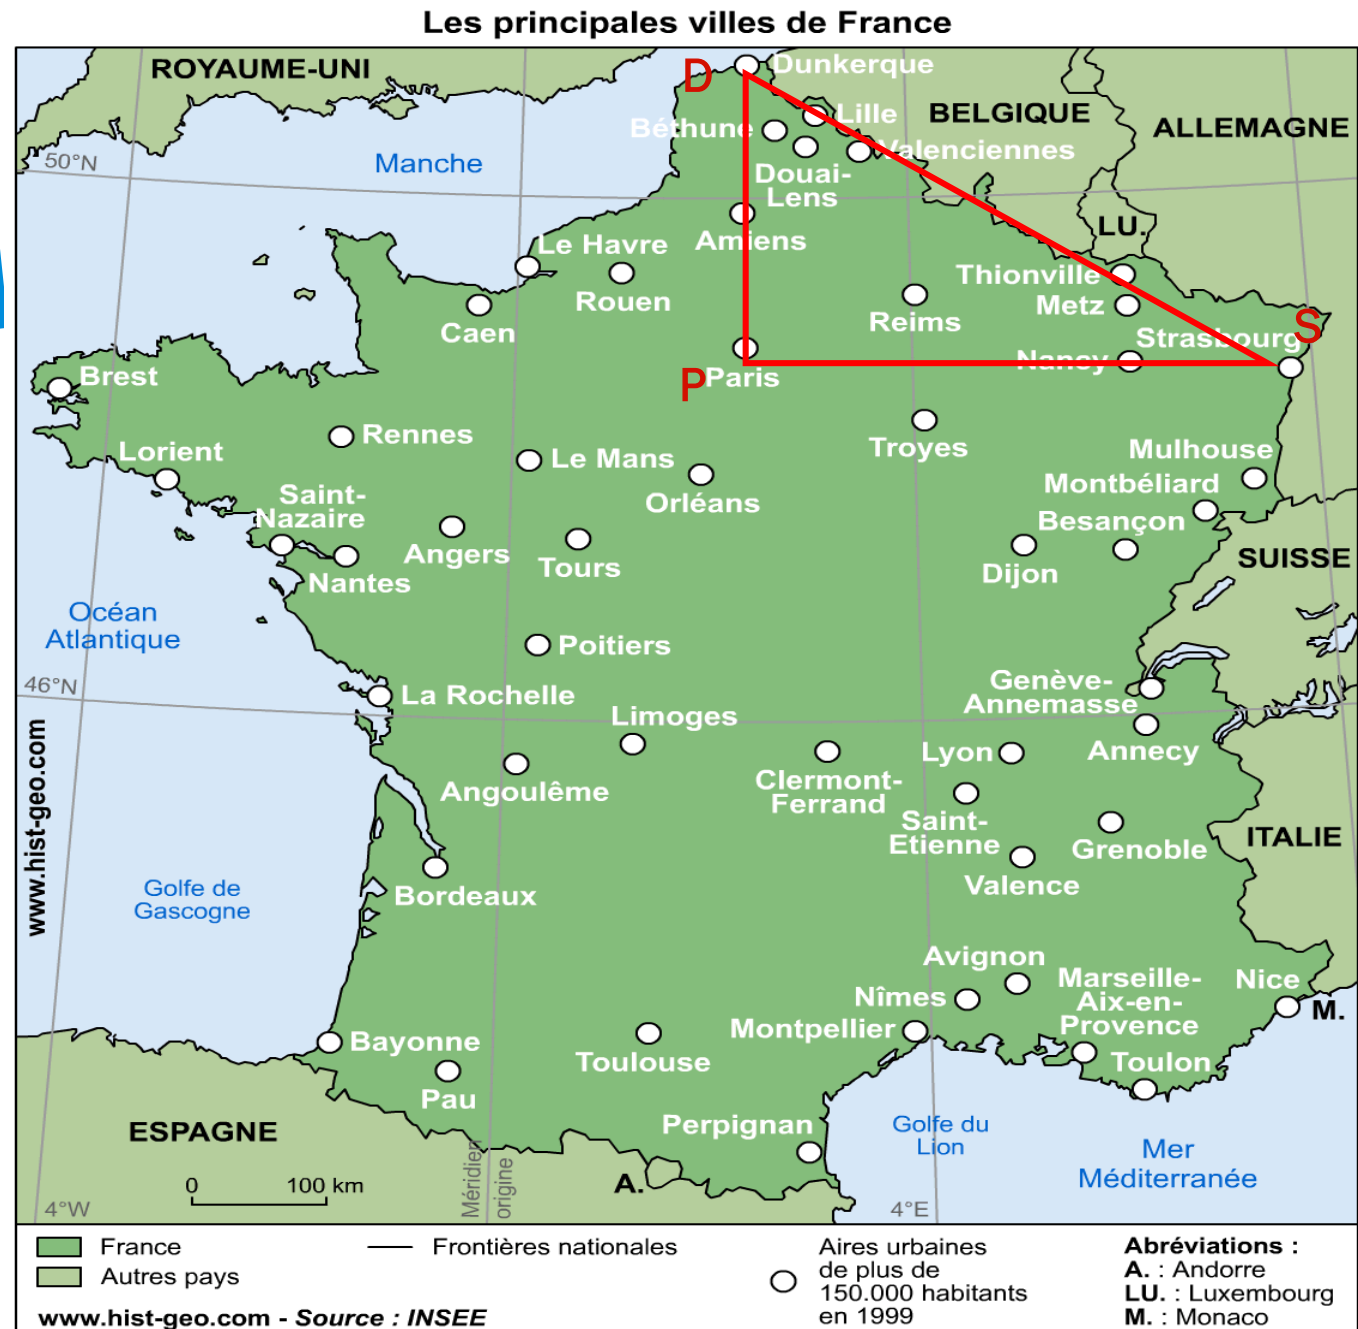 Les principales villes de France
ROYAUME-UNI
D
Dunkerque
Lille
BELGIQUE
ALLEMAGNE
Béthune
Valenciennes
50°N
Manche
Douai-
Lens
LU.
Amiens
Le Havre
Rouen
Thionville
Metz
Reims
Caen
Strasbourg
S
Nancy
P
Paris
Brest
Rennes
Troyes
Lorient
Le Mans
Mulhouse
Orléans
Montbéliard
Saint-
Nazaire
Besançon
Angers
Tours
Dijon
SUISSE
Nantes
Océan
Atlantique
Poitiers
46°N
La Rochelle
Genève-
Annemasse
Limoges
Lyon
Annecy
Angoulême
Clermont-
Ferrand
Saint-
Etienne
Grenoble
ITALIE
Valence
www.hist-geo.com
Golfe de
Gascogne
Bordeaux
Avignon
Marseille-
Aix-en-
Provence
Nice
M.
Nîmes
Montpellier
Bayonne
Toulouse
Toulon
Pau
Perpignan
ESPAGNE
Golfe du
Lion
Mer
Méditerranée
A.
0 100 km
Méridien
origine
4°W
4°E
France
Autres pays
Frontières nationales
Aires urbaines
de plus de
150.000 habitants
en 1999
Abréviations :
A. : Andorre
LU. : Luxembourg
M. : Monaco
www.hist-geo.com - Source : INSEE